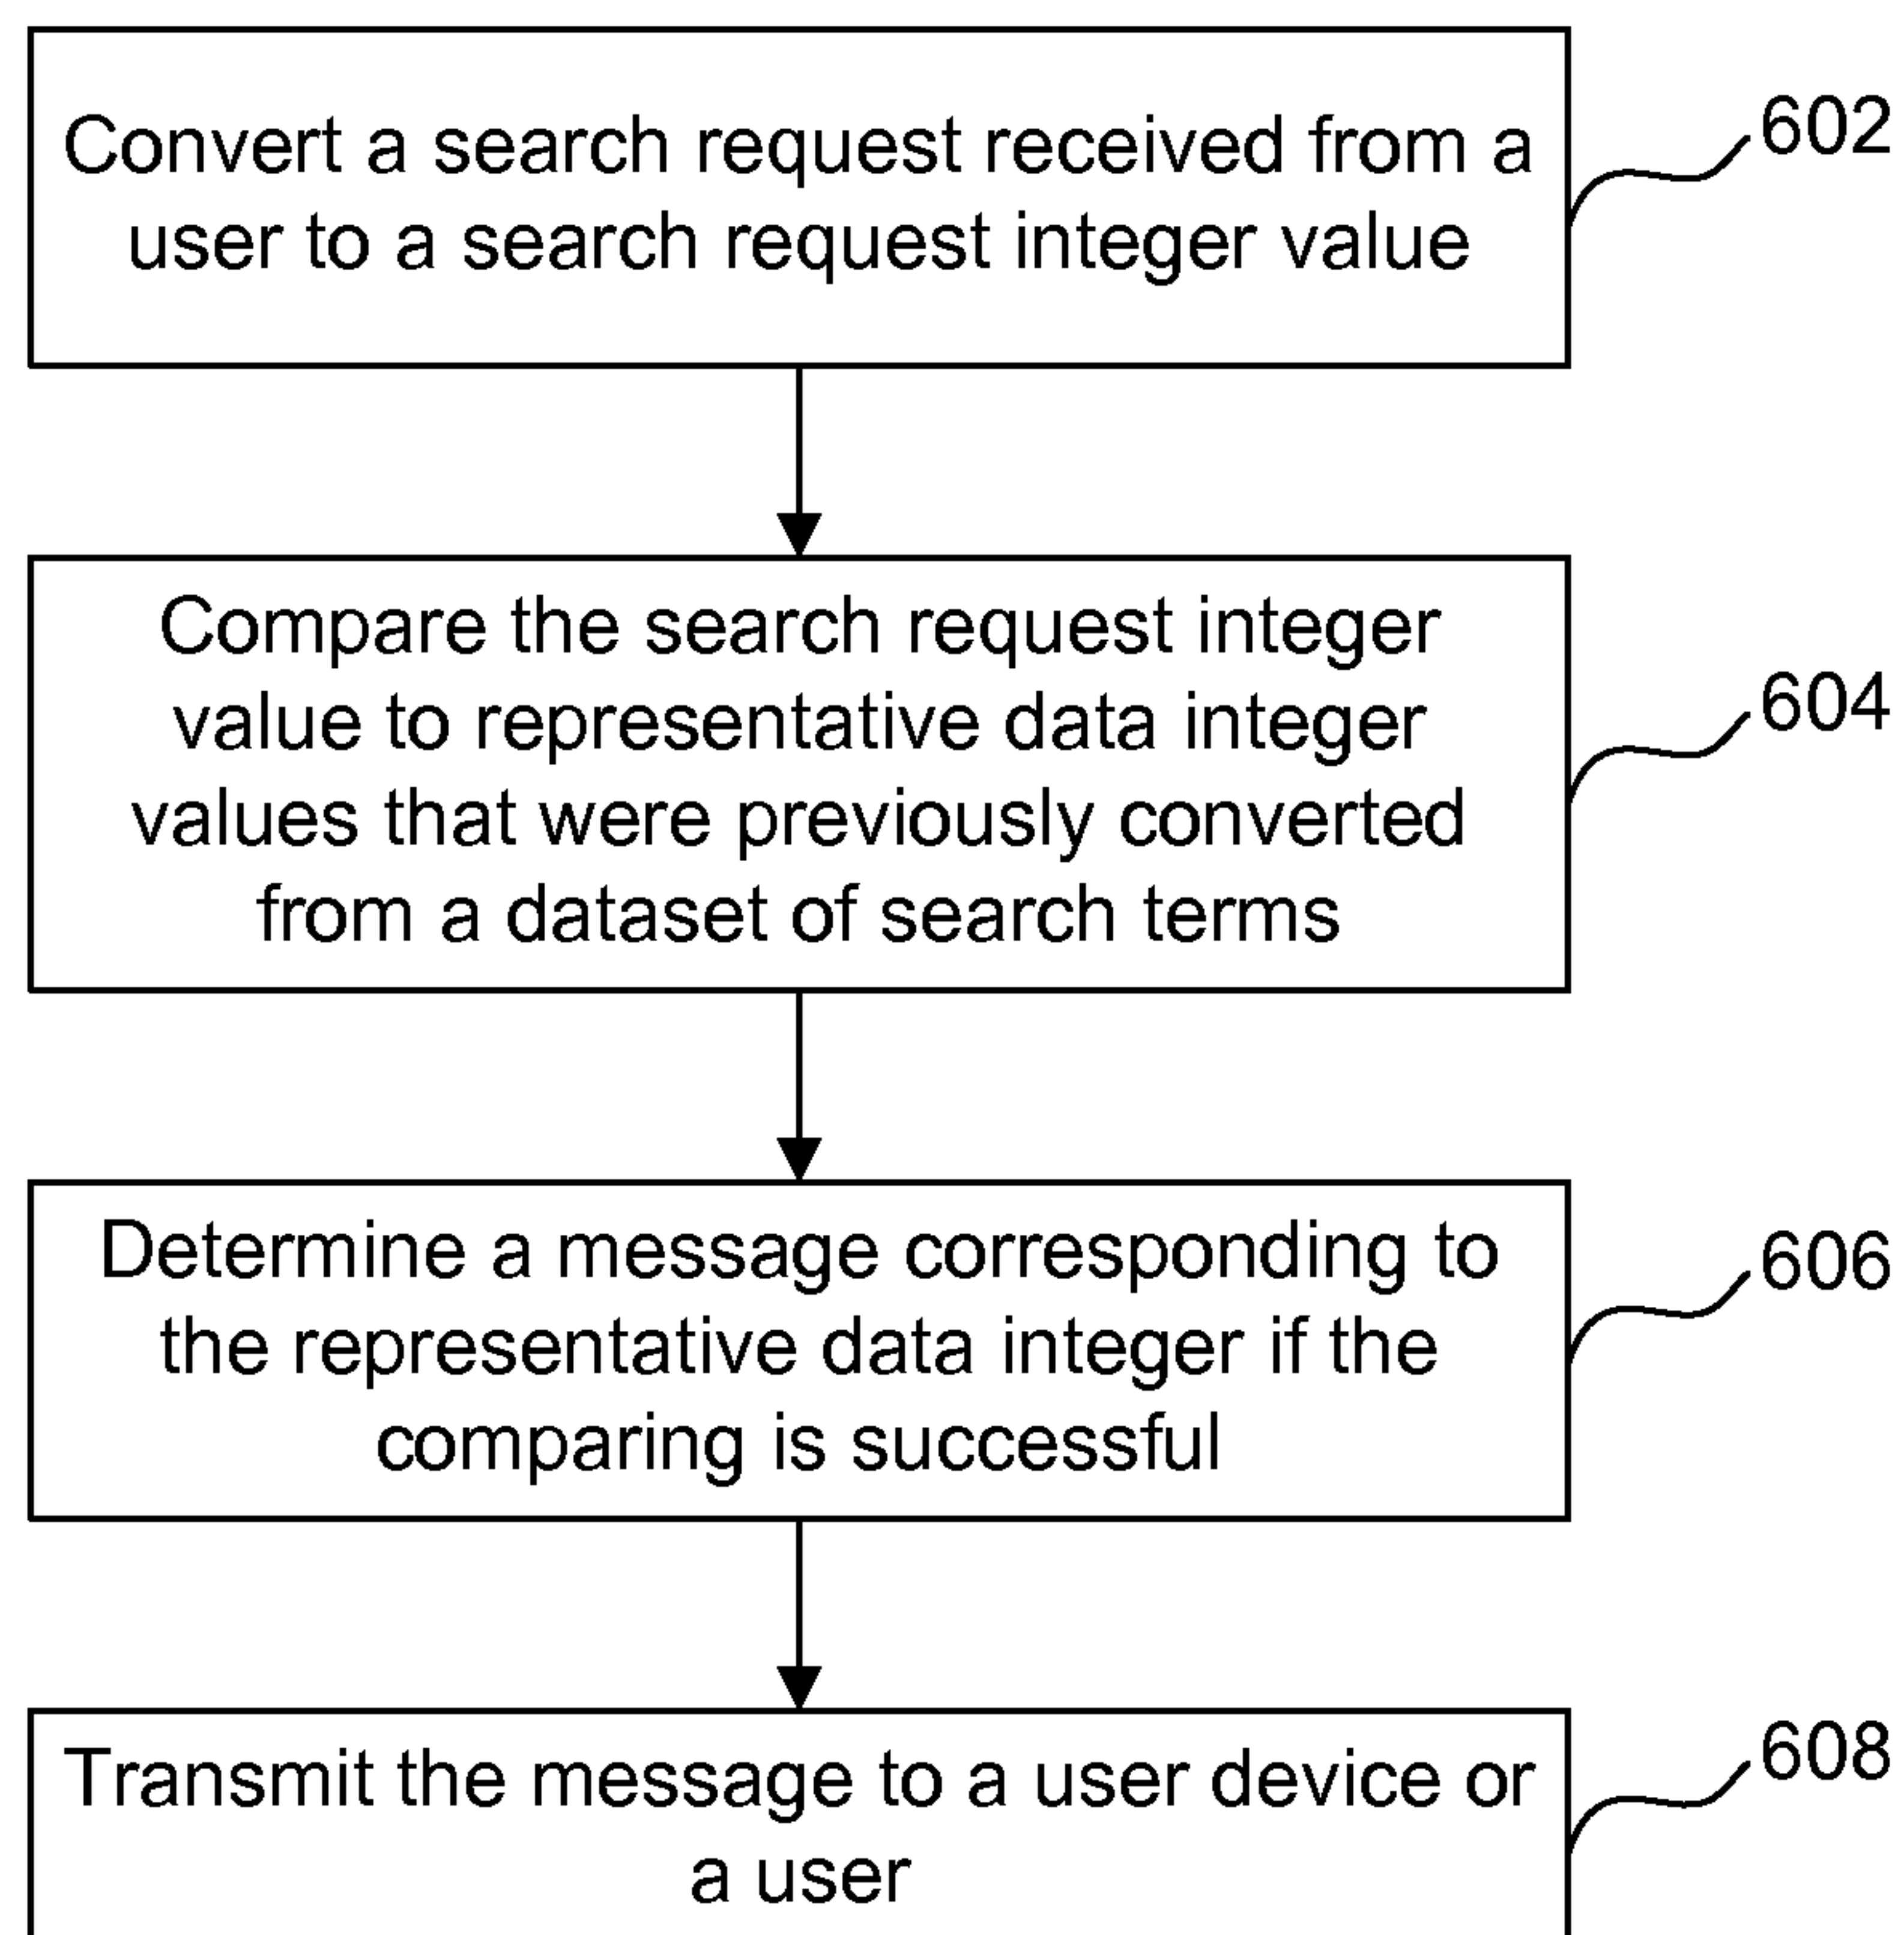 Convert a search request received from a
user to a search request integer value
602
Compare the search request integer
value to representative data integer
values that were previously converted
from a dataset of search terms
604
Determine a message corresponding to
the representative data integer if the
comparing is successful
606
Transmit the message to a user device or
a user
608